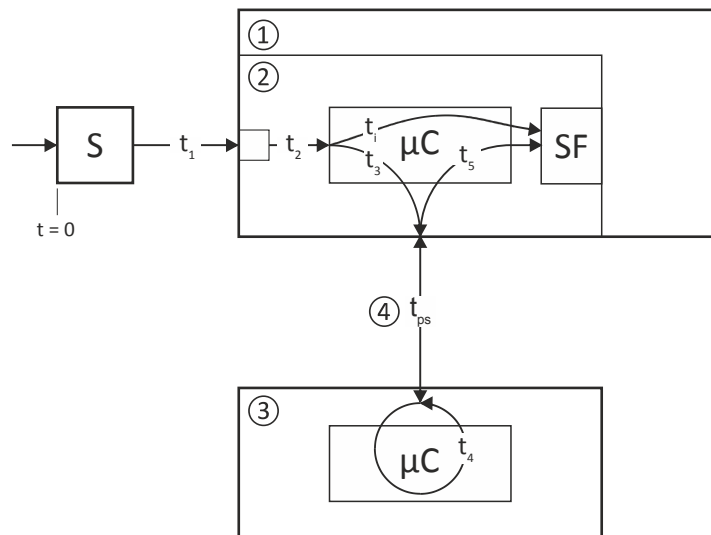 ①
②
S
t₁
t₂
tᵢ
μC
t₃
t₅
SF
t = 0
④ tₚₛ
③
μC
t₄